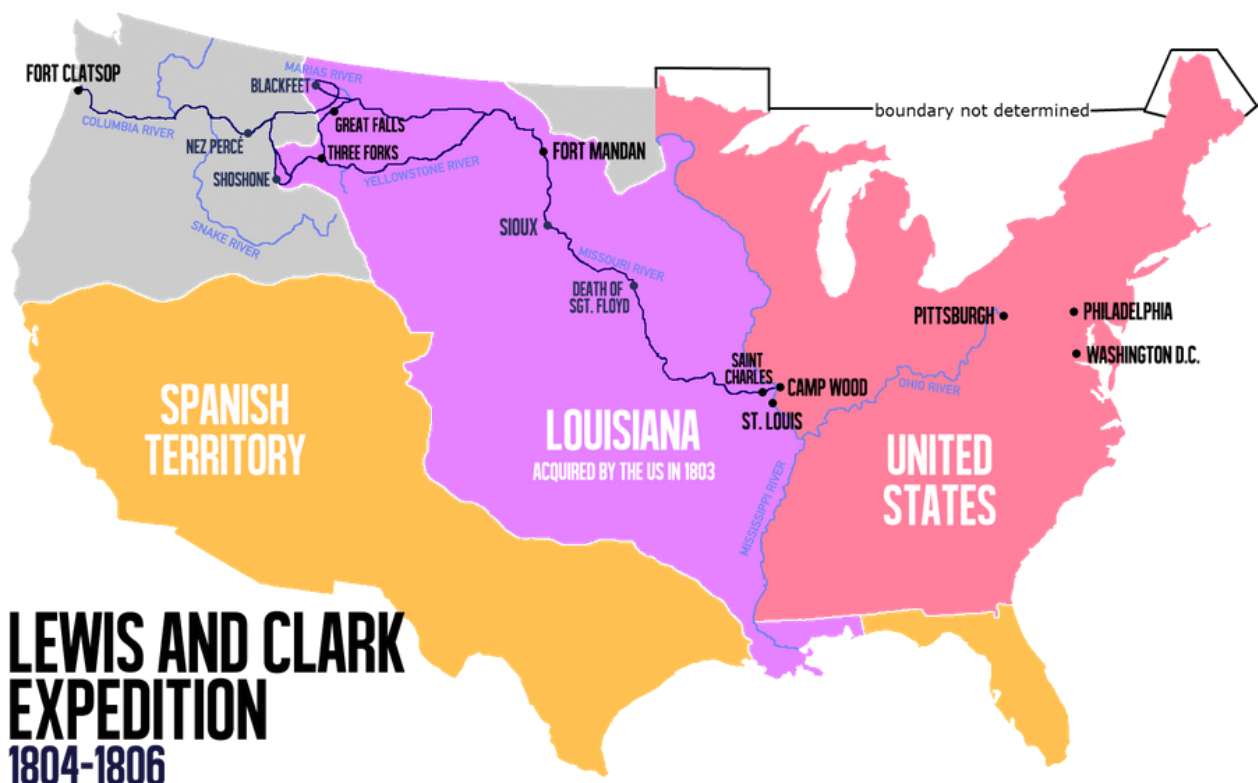 FORT CLATSOP
COLUMBIA RIVER
NEZ PERCÉ
SHOSHONE
SNAKE RIVER
MARIAS RIVER
BLACKFEET
GREAT FALLS
THREE FORKS
YELLOWSTONE RIVER
FORT MANDAN
SIOUX
MISSOURI RIVER
DEATH OF
SGT. FLOYD
boundary not determined
PITTSBURGH
PHILADELPHIA
WASHINGTON D.C.
OHIO RIVER
SAINT
CHARLES
CAMP WOOD
ST. LOUIS
MISSISSIPPI RIVER
SPANISH
TERRITORY
LOUISIANA
ACQUIRED BY THE US IN 1803
UNITED
STATES
LEWIS AND CLARK
EXPEDITION
1804-1806